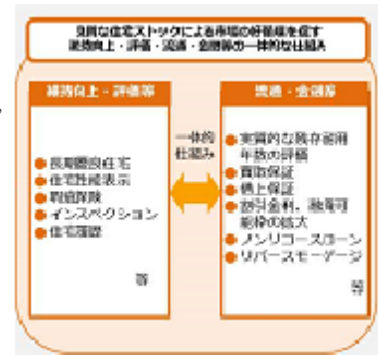 良質な住宅ストックによる市場の好循環を促す
維持向上・評価・流通・金融等の一体的な仕組み
維持向上・評価等
流通・金融等
一体的
仕組み
長期優良住宅
住宅性能表示
瑕疵保険
インスペクション
住宅履歴
等
実質的な残存耐用
年数の評価
買取保証
借上保証
割引金利、融資可
能枠の拡大
ノンリコースローン
リバースモーゲージ
等